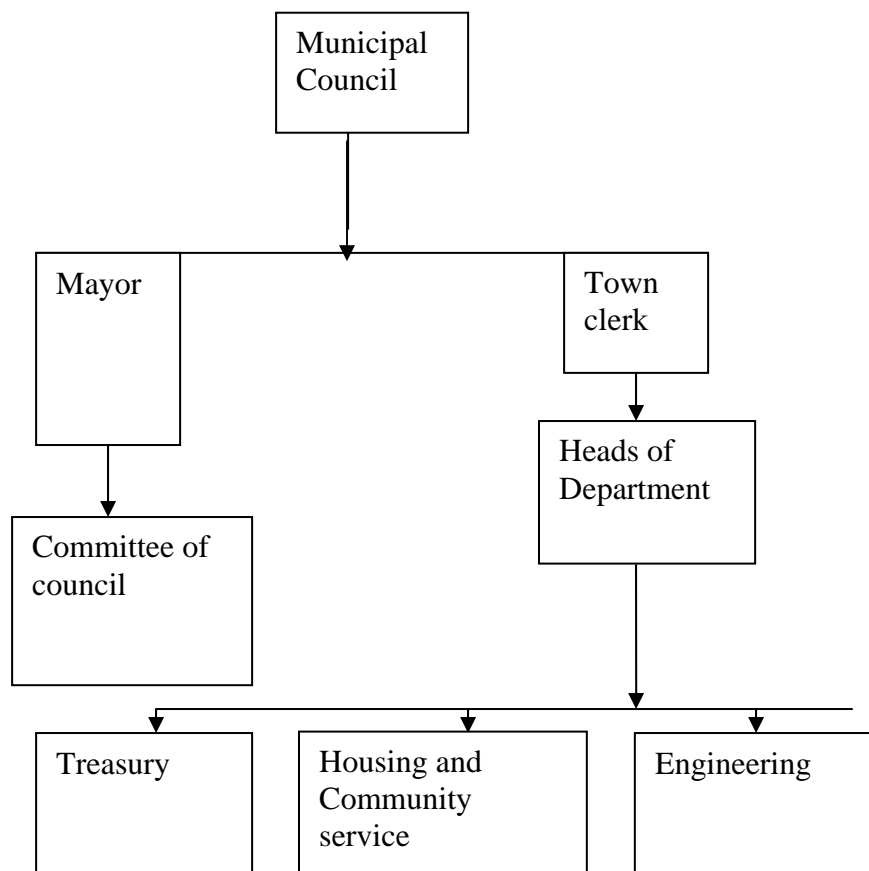 Municipal
Council
Mayor
Town
clerk
Heads of
Department
Committee of
council
Treasury
Housing and
Community
service
Engineering